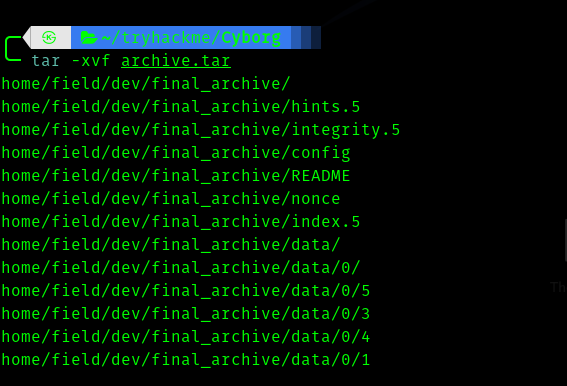 ~/tryhackme/Cyborg
tar -xvf archive.tar
home/field/dev/final_archive/
home/field/dev/final_archive/hints.5
home/field/dev/final_archive/integrity.5
home/field/dev/final_archive/config
home/field/dev/final_archive/README
home/field/dev/final_archive/nonce
home/field/dev/final_archive/index.5
home/field/dev/final_archive/data/
home/field/dev/final_archive/data/0/
home/field/dev/final_archive/data/0/5
home/field/dev/final_archive/data/0/3
home/field/dev/final_archive/data/0/4
home/field/dev/final_archive/data/0/1